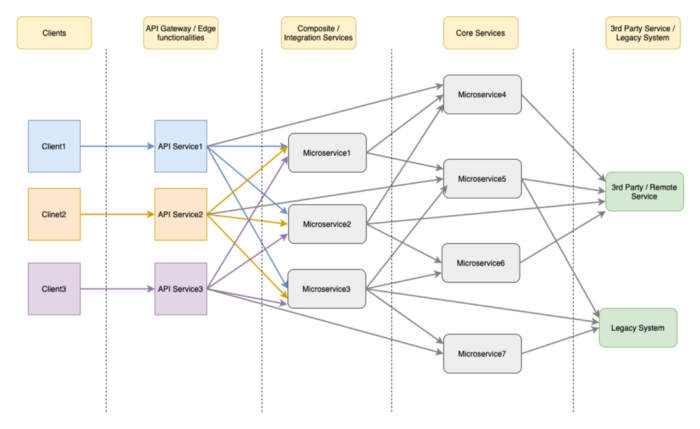 Clients
API Gateway / Edge
functionalities
Composite /
Integration Services
Core Services
3rd Party Service /
Legacy System
Client1
API Service1
Microservice1
Microservice4
Clinet2
API Service2
Microservice2
Microservice5
3rd Party / Remote
Service
Client3
API Service3
Microservice3
Microservice6
Microservice7
Legacy System